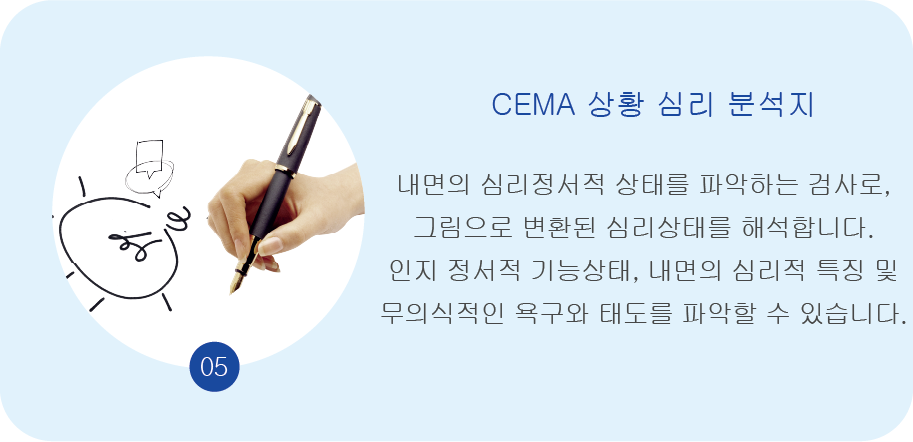 CEMA 상황 심리 분석지
내면의 심리정서적 상태를 파악하는 검사로,
그림으로 변환된 심리상태를 해석합니다.
인지 정서적 기능상태, 내면의 심리적 특징 및
무의식적인 욕구와 태도를 파악할 수 있습니다.
05